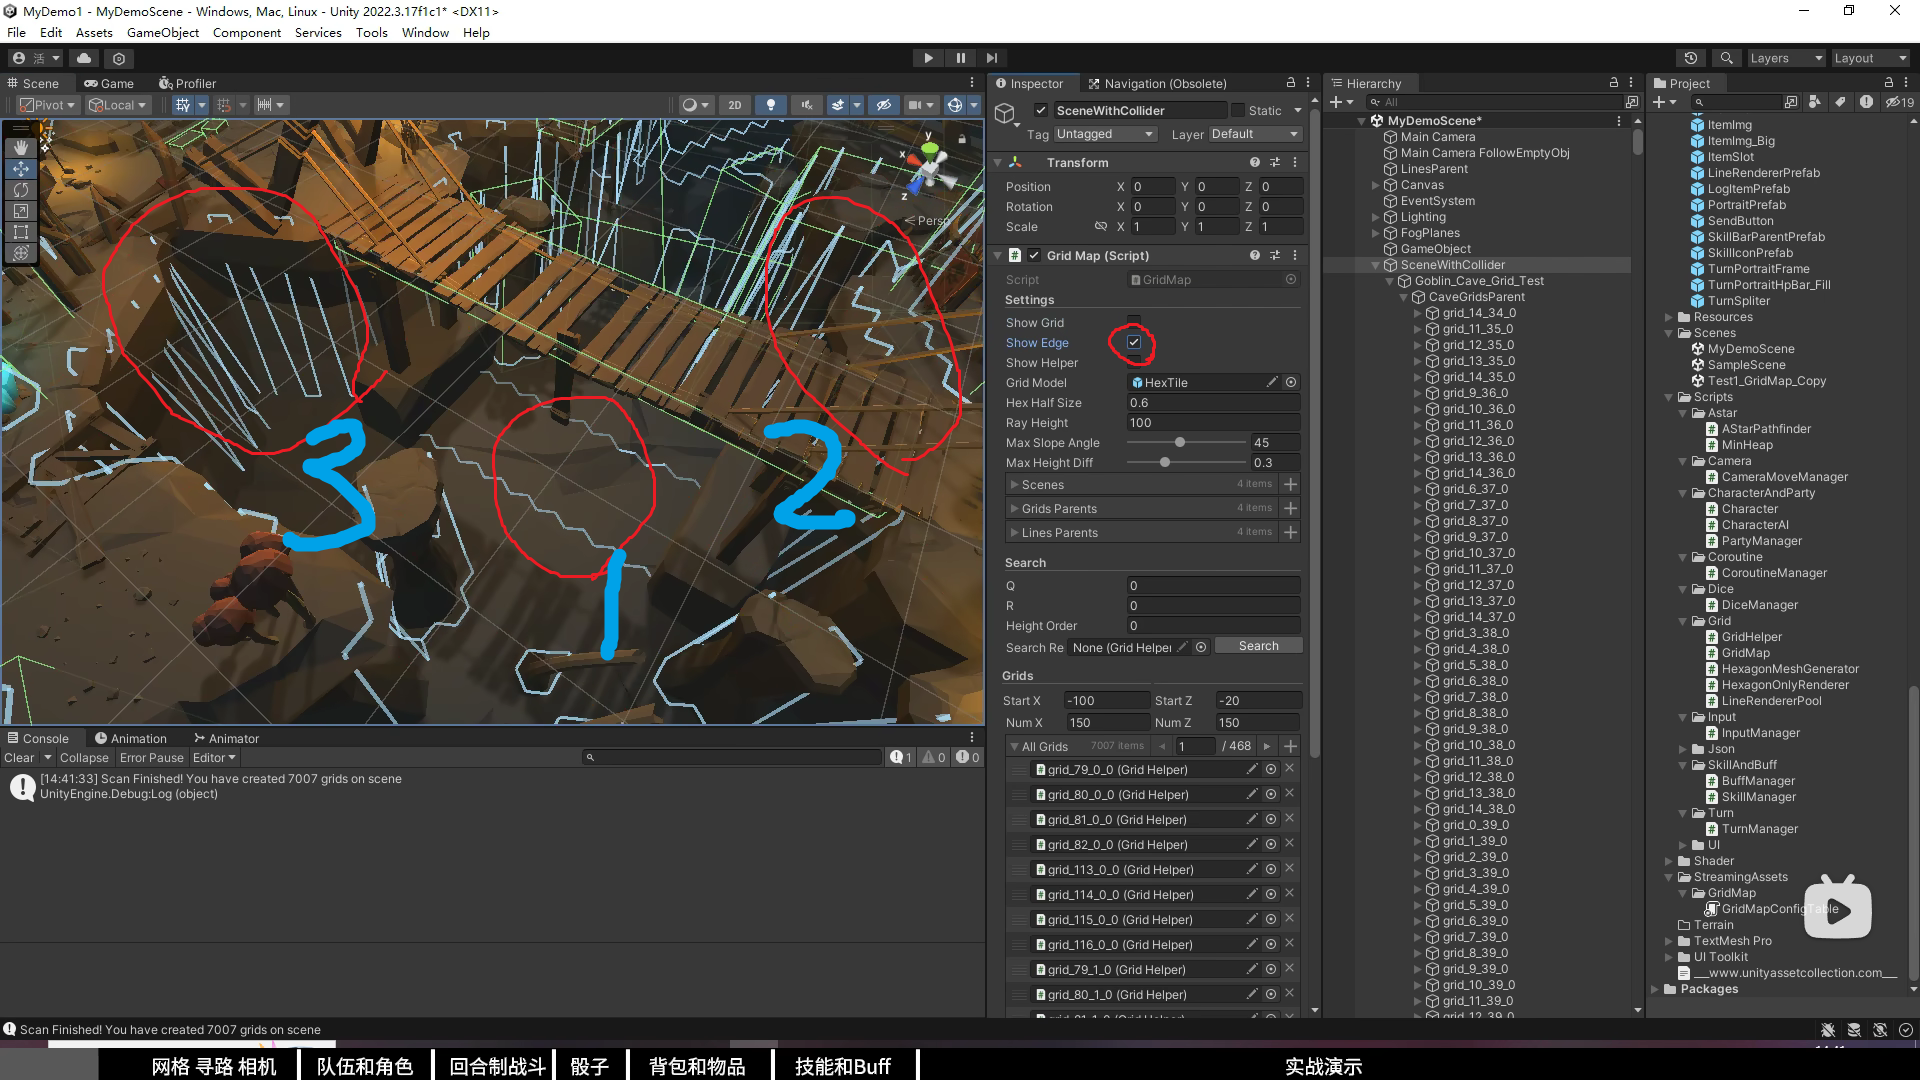 MyDemo1 - MyDemoScene - Windows, Mac, Linux - Unity 2022.3.17f1c1* <DX11>
File Edit Assets GameObject Component Services Tools Window Help
活
Layers Layout
Scene Game Profiler
Pivot Local 2D
y
x
z
Persp
3
1
2
Inspector Navigation (Obsolete)
SceneWithCollider Static
Tag Untagged Layer Default
Transform
Position X 0 Y 0 Z 0
Rotation X 0 Y 0 Z 0
Scale X 1 Y 1 Z 1
Grid Map (Script)
Script GridMap
Settings
Show Grid
Show Edge
Show Helper
Grid Model HexTile
Hex Half Size 0.6
Ray Height 100
Max Slope Angle 45
Max Height Diff 0.3
Scenes 4 items
Grids Parents 4 items
Lines Parents 4 items
Search
Q 0
R 0
Height Order 0
Search Re None (Grid Helper Search
Grids
Start X -100 Start Z -20
Num X 150 Num Z 150
All Grids 7007 items 1 / 468
grid_79_0_0 (Grid Helper)
grid_80_0_0 (Grid Helper)
grid_81_0_0 (Grid Helper)
grid_82_0_0 (Grid Helper)
grid_113_0_0 (Grid Helper)
grid_114_0_0 (Grid Helper)
grid_115_0_0 (Grid Helper)
grid_116_0_0 (Grid Helper)
grid_79_1_0 (Grid Helper)
grid_80_1_0 (Grid Helper)
Hierarchy
All
MyDemoScene*
Main Camera
Main Camera FollowEmptyObj
LinesParent
Canvas
EventSystem
Lighting
FogPlanes
GameObject
SceneWithCollider
Goblin_Cave_Grid_Test
CaveGridsParent
grid_14_34_0
grid_11_35_0
grid_12_35_0
grid_13_35_0
grid_14_35_0
grid_9_36_0
grid_10_36_0
grid_11_36_0
grid_12_36_0
grid_13_36_0
grid_14_36_0
grid_6_37_0
grid_7_37_0
grid_8_37_0
grid_9_37_0
grid_10_37_0
grid_11_37_0
grid_12_37_0
grid_13_37_0
grid_14_37_0
grid_3_38_0
grid_4_38_0
grid_5_38_0
grid_6_38_0
grid_7_38_0
grid_8_38_0
grid_9_38_0
grid_10_38_0
grid_11_38_0
grid_12_38_0
grid_13_38_0
grid_14_38_0
grid_0_39_0
grid_1_39_0
grid_2_39_0
grid_3_39_0
grid_4_39_0
grid_5_39_0
grid_6_39_0
grid_7_39_0
grid_8_39_0
grid_9_39_0
grid_10_39_0
grid_11_39_0
Project
19
ItemImg
ItemImg_Big
ItemSlot
LineRendererPrefab
LogItemPrefab
PortraitPrefab
SendButton
SkillBarParentPrefab
SkillIconPrefab
TurnPortraitFrame
TurnPortraitHpBar_Fill
TurnSpliter
Resources
Scenes
MyDemoScene
SampleScene
Test1_GridMap_Copy
Scripts
Astar
AStarPathfinder
MinHeap
Camera
CameraMoveManager
CharacterAndParty
Character
CharacterAI
PartyManager
Coroutine
CoroutineManager
Dice
DiceManager
Grid
GridHelper
GridMap
HexagonMeshGenerator
HexagonOnlyRenderer
LineRendererPool
Input
InputManager
Json
SkillAndBuff
BuffManager
SkillManager
Turn
TurnManager
UI
Shader
StreamingAssets
GridMap
GridMapConfigTable
Terrain
TextMesh Pro
UI Toolkit
__www.unityassetcollection.com__
Packages
Console Animation Animator
Clear Collapse Error Pause Editor 1 0 0
[14:41:33] Scan Finished! You have created 7007 grids on scene
UnityEngine.Debug:Log (object)
Scan Finished! You have created 7007 grids on scene
网格 寻路 相机 队伍和角色 回合制战斗 骰子 背包和物品 技能和Buff 实战演示